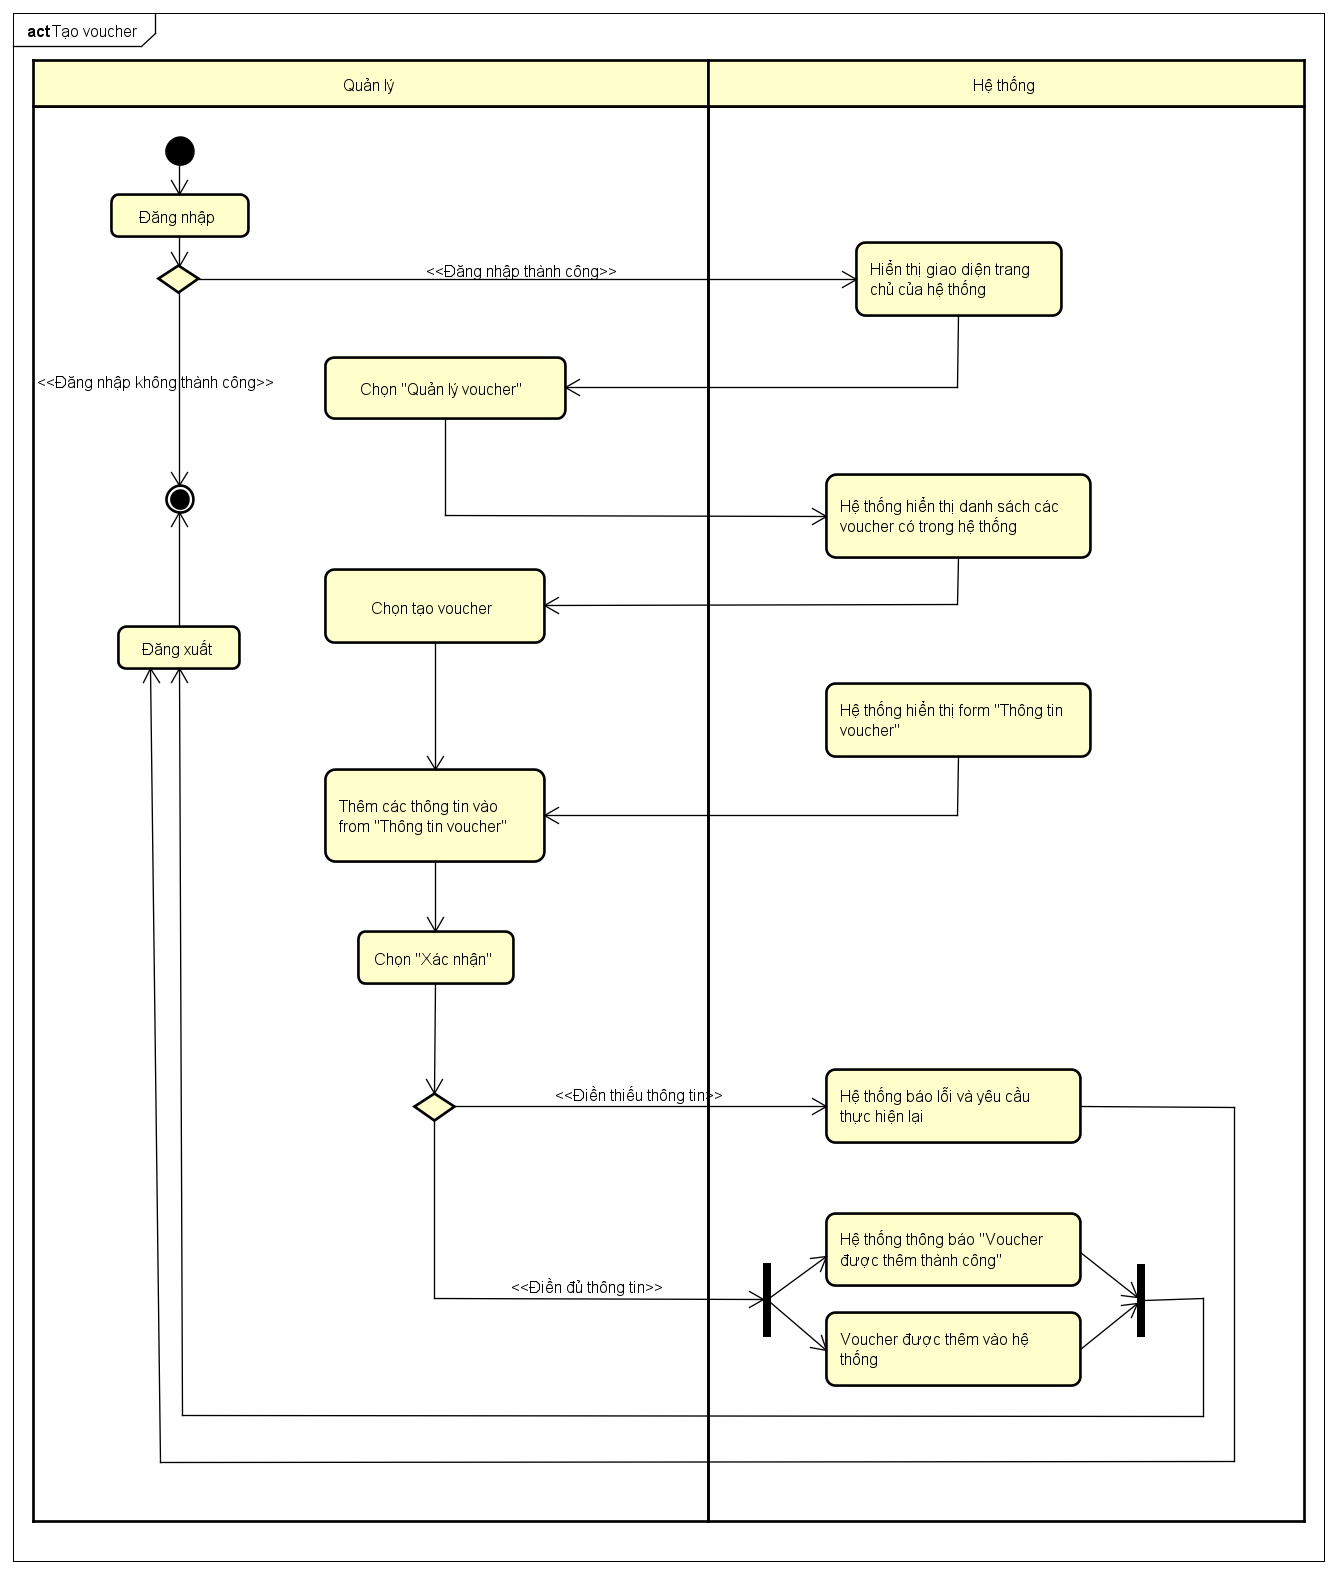 act Tạo voucher
Quản lý
Hệ thống
Đăng nhập
<<Đăng nhập thành công>>
Hiển thị giao diện trang
chủ của hệ thống
<<Đăng nhập không thành công>>
Chọn "Quản lý voucher"
Hệ thống hiển thị danh sách các
voucher có trong hệ thống
Chọn tạo voucher
Đăng xuất
Hệ thống hiển thị form "Thông tin
voucher"
Thêm các thông tin vào
from "Thông tin voucher"
Chọn "Xác nhận"
<<Điền thiếu thông tin>>
Hệ thống báo lỗi và yêu cầu
thực hiện lại
Hệ thống thông báo "Voucher
được thêm thành công"
<<Điền đủ thông tin>>
Voucher được thêm vào hệ
thống